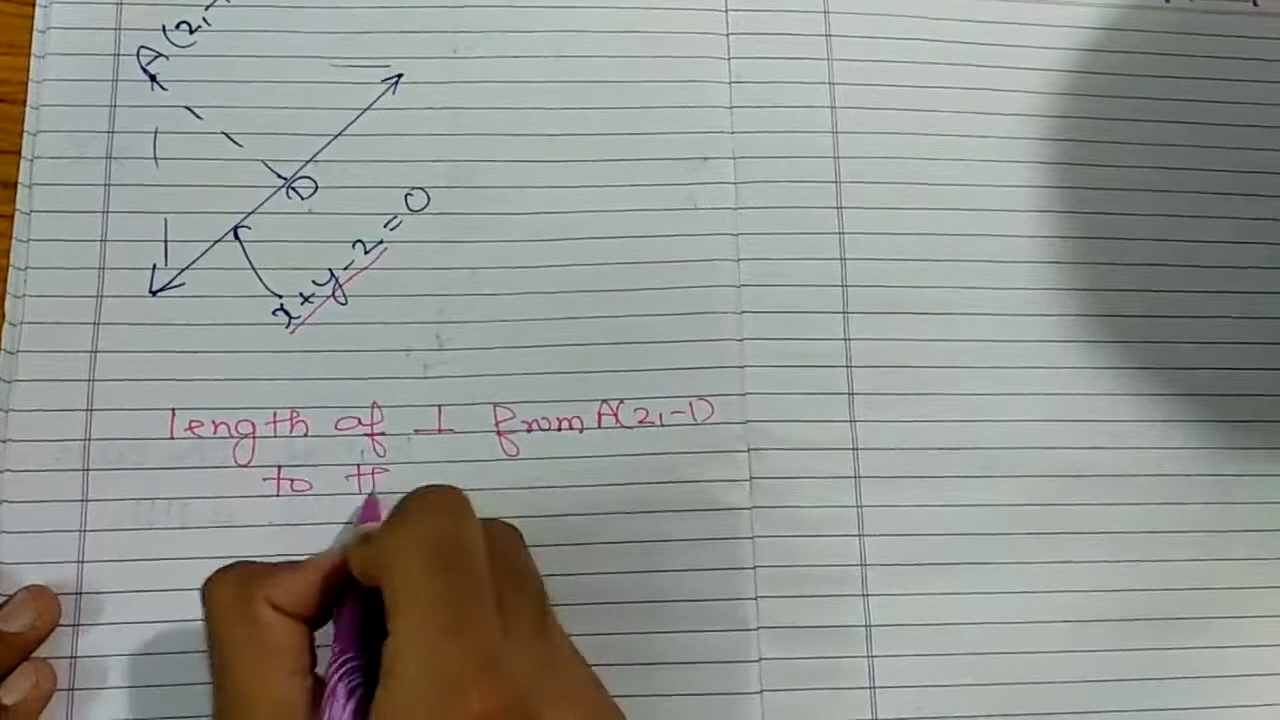 A(2,-
D
x+y-2=0
length of ⊥ from A(2,-1)
to th